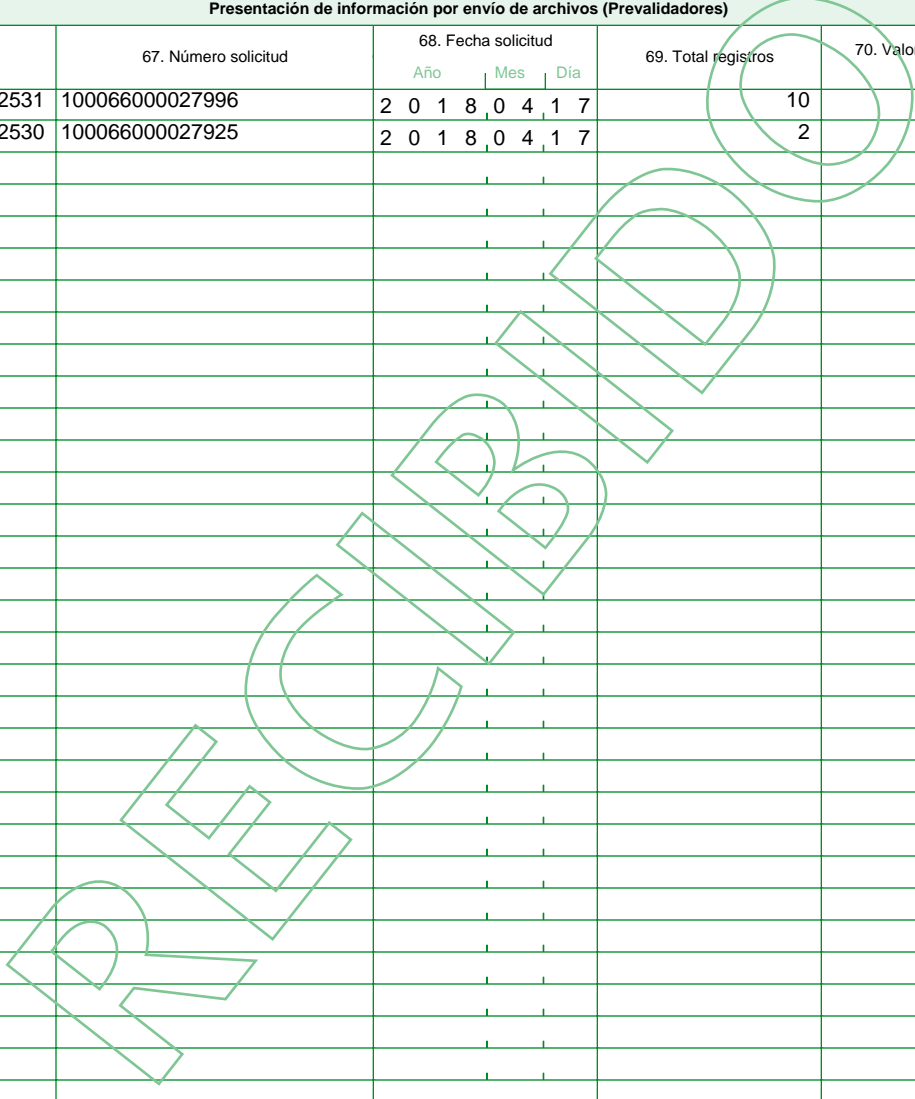 Presentación de información por envío de archivos (Prevalidadores)
67. Número solicitud 68. Fecha solicitud 69. Total registros 70. Valor
Año Mes Día
2531 100066000027996 2 0 1 8 0 4 1 7 10
2530 100066000027925 2 0 1 8 0 4 1 7 2
RECIBIDO